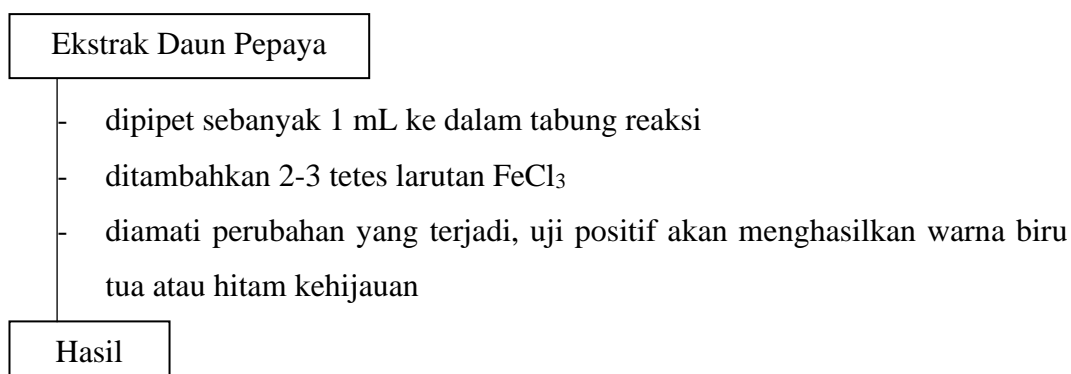 Ekstrak Daun Pepaya
- dipipet sebanyak 1 mL ke dalam tabung reaksi
- ditambahkan 2-3 tetes larutan FeCl₃
- diamati perubahan yang terjadi, uji positif akan menghasilkan warna biru
tua atau hitam kehijauan
Hasil